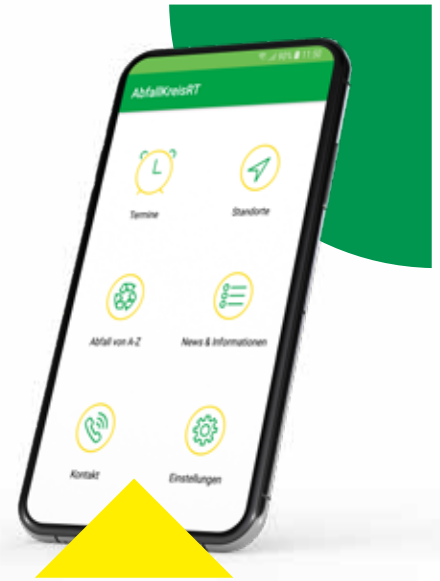 AbfallKreisRT
Termine
Standorte
Abfall von A-Z
News & Informationen
Kontakt
Einstellungen